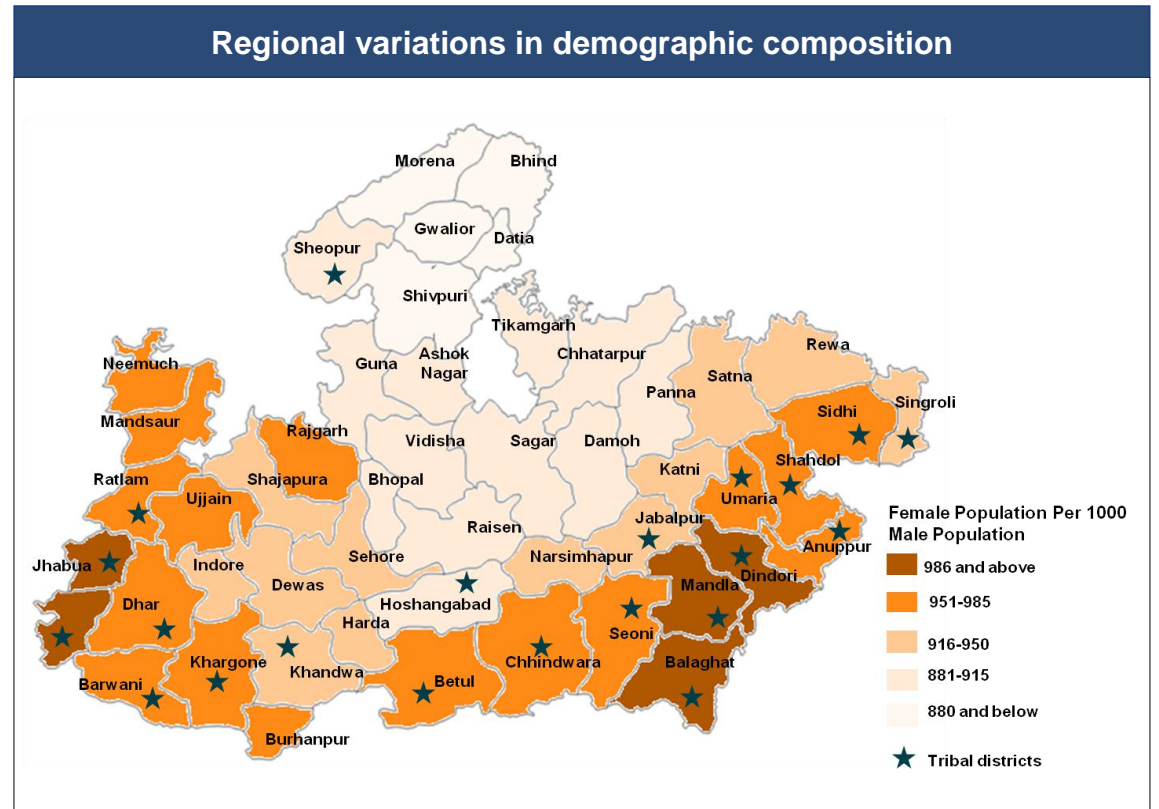 Regional variations in demographic composition
Morena
Bhind
Gwalior
Datia
Sheopur
Shivpuri
Tikamgarh
Chhatarpur
Rewa
Neemuch
Guna
Ashok
Nagar
Panna
Satna
Singroli
Mandsaur
Rajgarh
Vidisha
Sagar
Damoh
Sidhi
Ratlam
Shajapura
Bhopal
Katni
Shahdol
Ujjain
Umaria
Raisen
Jabalpur
Anuppur
Jhabua
Indore
Sehore
Narsimhapur
Dindori
Dewas
Mandla
Dhar
Hoshangabad
Harda
Seoni
Khargone
Khandwa
Chhindwara
Balaghat
Barwani
Betul
Burhanpur
Female Population Per 1000
Male Population
986 and above
951-985
916-950
881-915
880 and below
Tribal districts